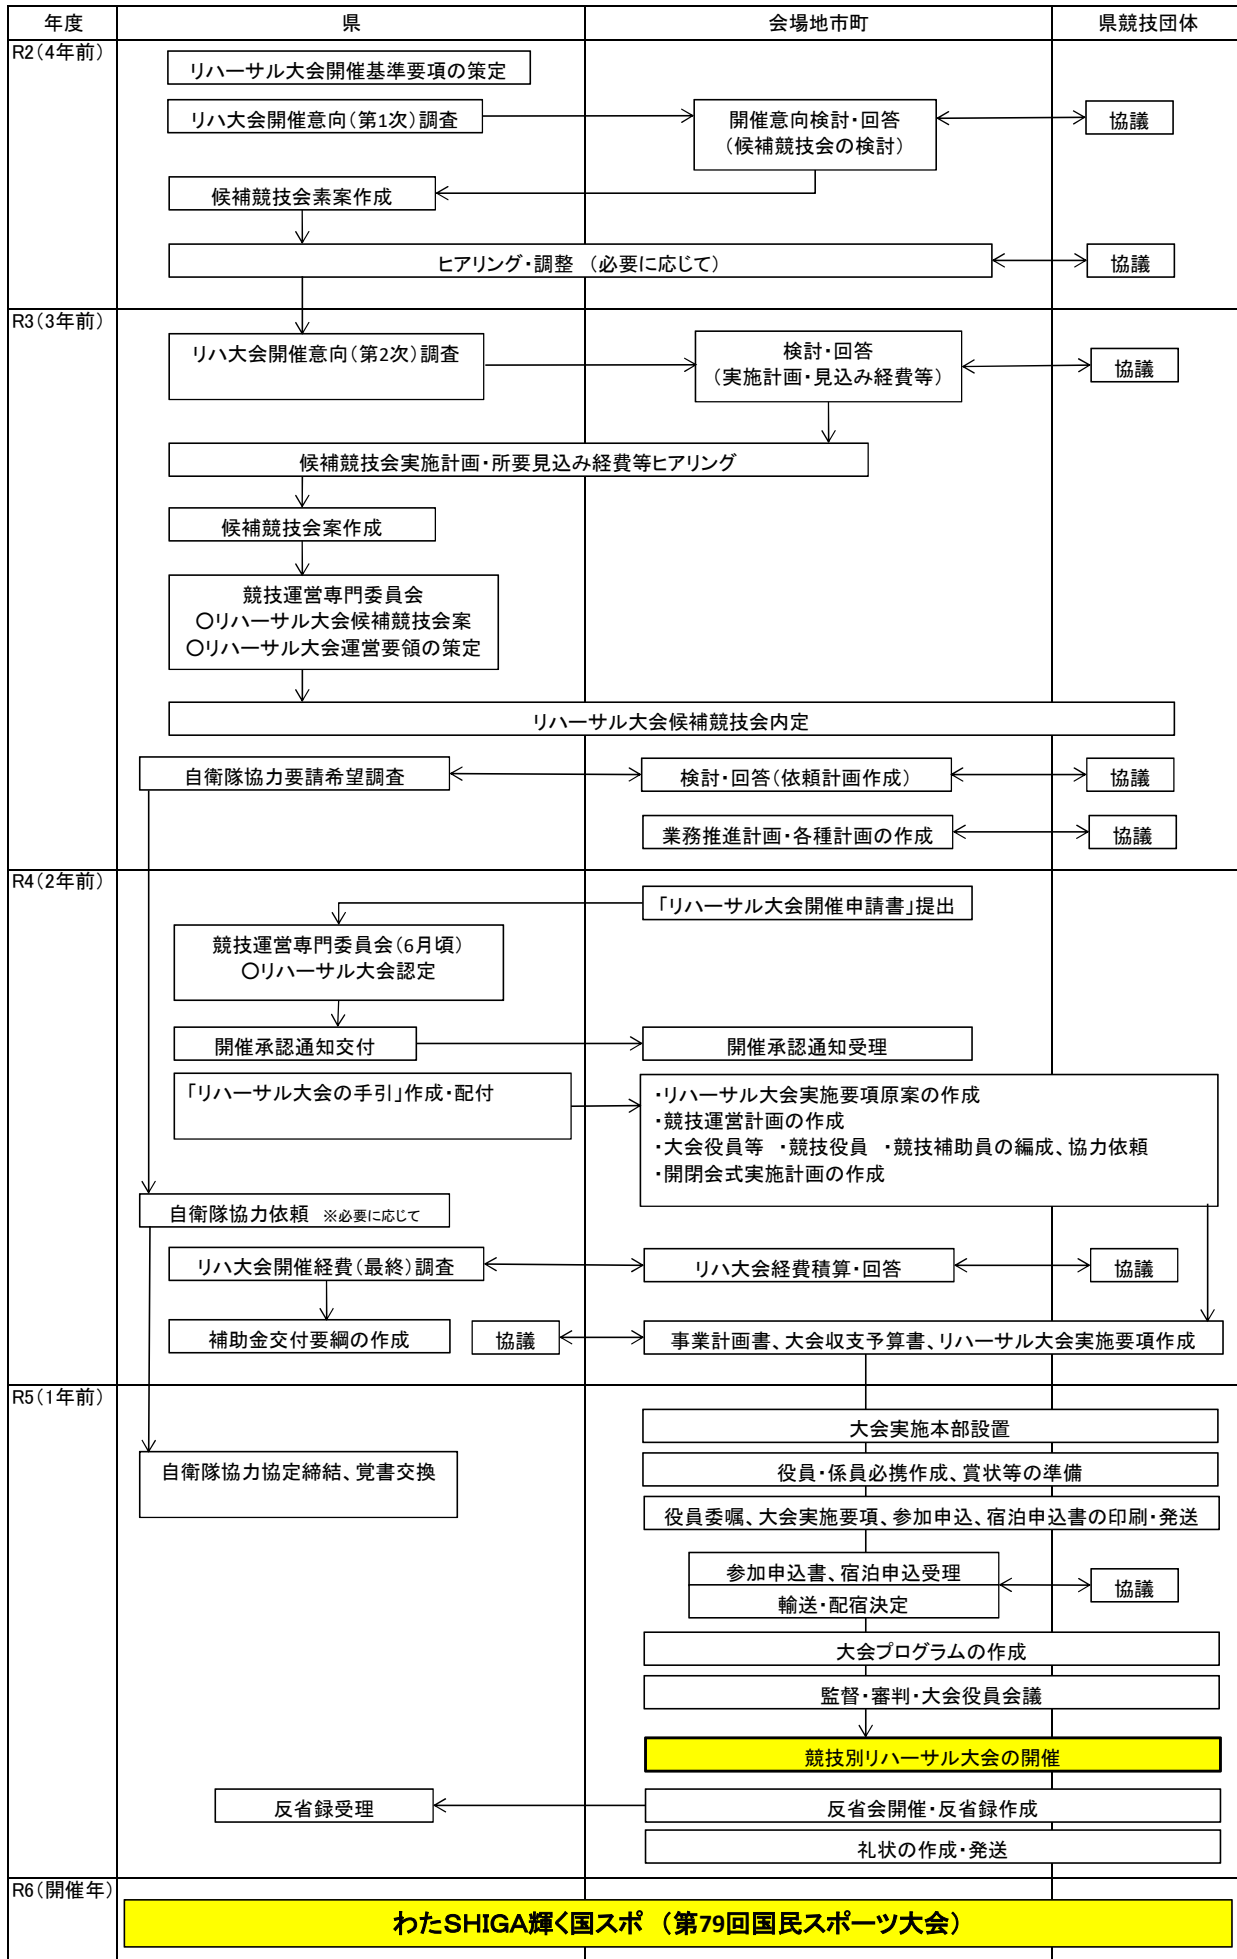 年度
県
会場地市町
県競技団体
R2(4年前)
リハーサル大会開催基準要項の策定
リハ大会開催意向(第1次)調査
開催意向検討・回答
(候補競技会の検討)
協議
候補競技会素案作成
ヒアリング・調整 (必要に応じて)
協議
R3(3年前)
リハ大会開催意向(第2次)調査
検討・回答
(実施計画・見込み経費等)
協議
候補競技会実施計画・所要見込み経費等ヒアリング
候補競技会案作成
競技運営専門委員会
○リハーサル大会候補競技会案
○リハーサル大会運営要領の策定
リハーサル大会候補競技会内定
自衛隊協力要請希望調査
検討・回答(依頼計画作成)
協議
業務推進計画・各種計画の作成
協議
R4(2年前)
「リハーサル大会開催申請書」提出
競技運営専門委員会(6月頃)
○リハーサル大会認定
開催承認通知交付
開催承認通知受理
「リハーサル大会の手引」作成・配付
・リハーサル大会実施要項原案の作成
・競技運営計画の作成
・大会役員等 ・競技役員 ・競技補助員の編成、協力依頼
・開閉会式実施計画の作成
自衛隊協力依頼 ※必要に応じて
リハ大会開催経費(最終)調査
リハ大会経費積算・回答
協議
補助金交付要綱の作成
協議
事業計画書、大会収支予算書、リハーサル大会実施要項作成
R5(1年前)
大会実施本部設置
自衛隊協力協定締結、覚書交換
役員・係員必携作成、賞状等の準備
役員委嘱、大会実施要項、参加申込、宿泊申込書の印刷・発送
参加申込書、宿泊申込受理
輸送・配宿決定
協議
大会プログラムの作成
監督・審判・大会役員会議
競技別リハーサル大会の開催
反省録受理
反省会開催・反省録作成
礼状の作成・発送
R6(開催年)
わたSHIGA輝く国スポ (第79回国民スポーツ大会)